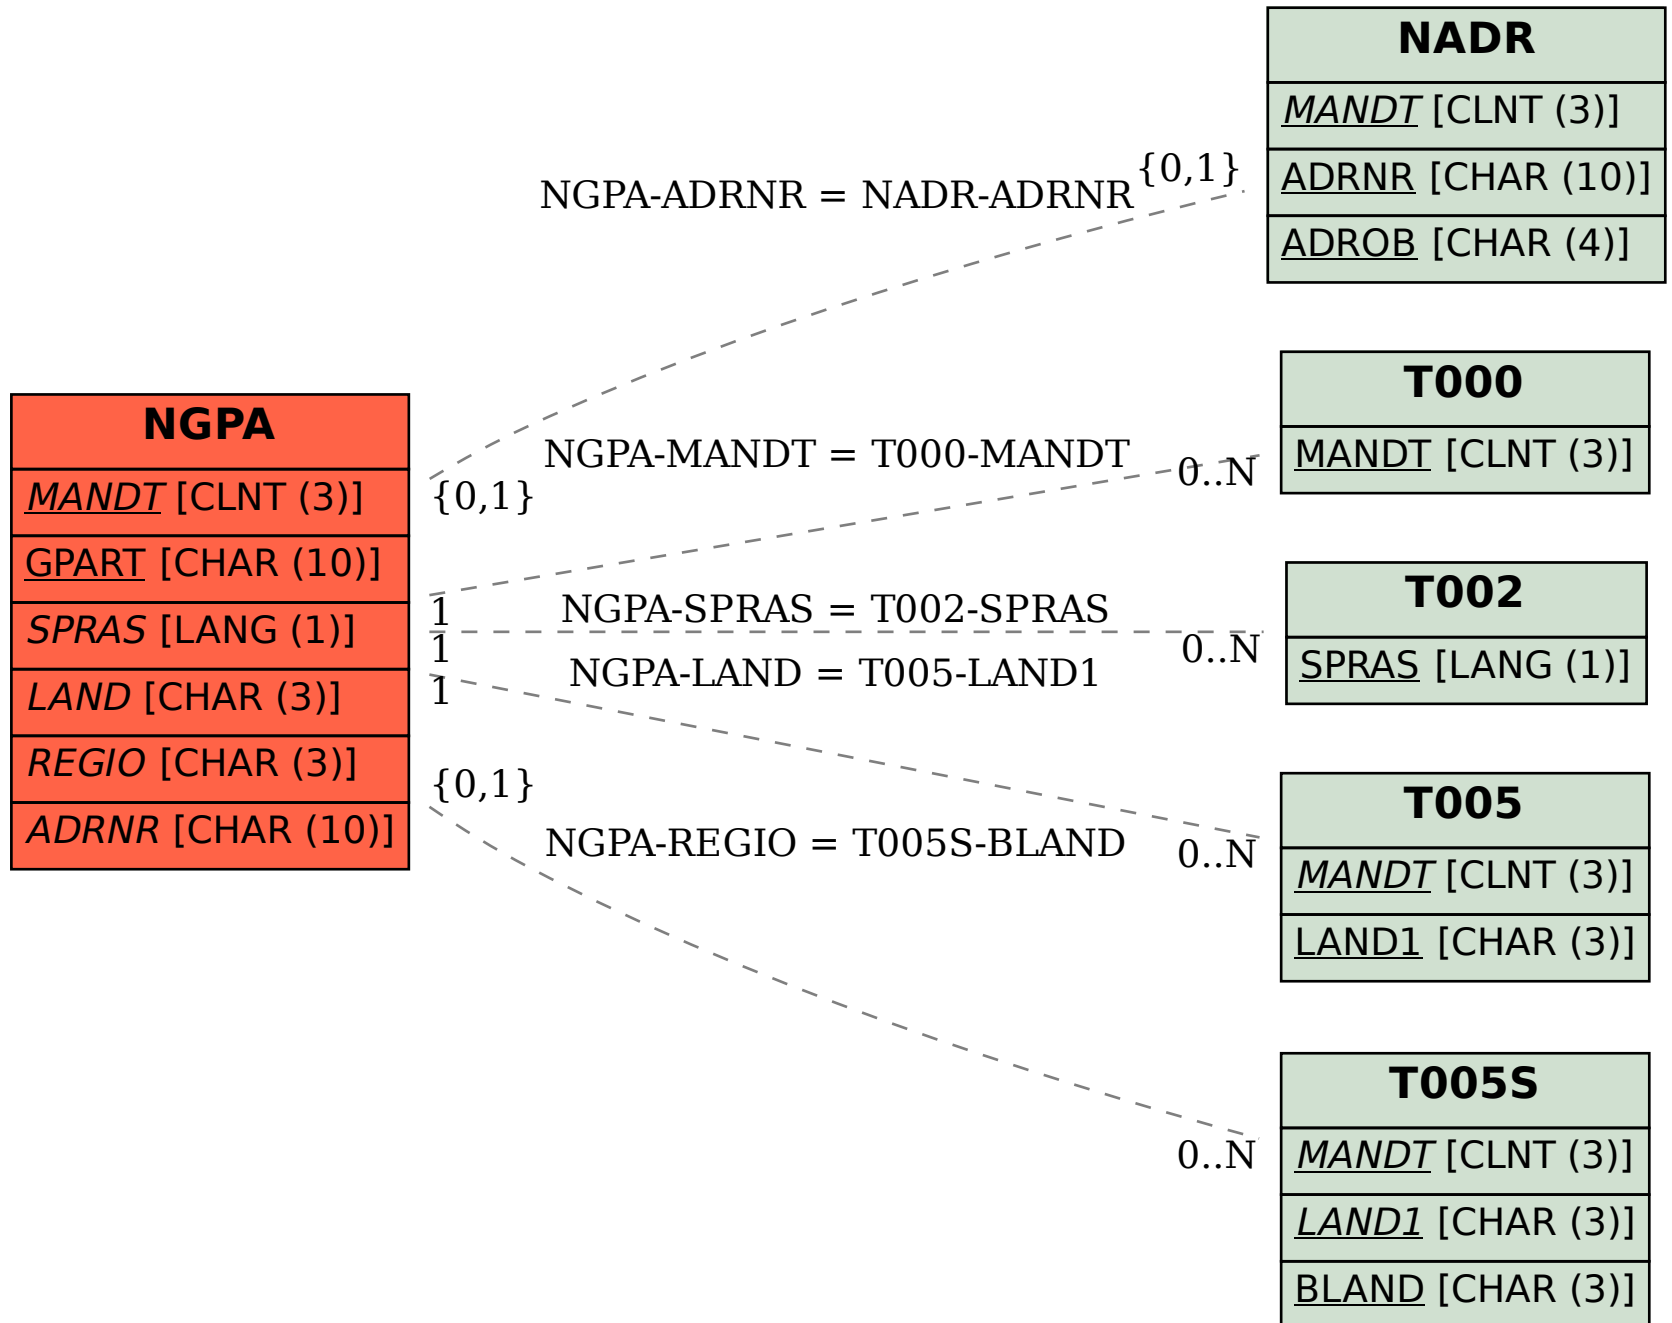 NADR
MANDT [CLNT (3)]
ADRNR [CHAR (10)]
ADROB [CHAR (4)]
NGPA-ADRNR = NADR-ADRNR
{0,1}
{0,1}
T000
MANDT [CLNT (3)]
NGPA-MANDT = T000-MANDT
0..N
1
NGPA
MANDT [CLNT (3)]
GPART [CHAR (10)]
SPRAS [LANG (1)]
LAND [CHAR (3)]
REGIO [CHAR (3)]
ADRNR [CHAR (10)]
T002
SPRAS [LANG (1)]
NGPA-SPRAS = T002-SPRAS
0..N
1
NGPA-LAND = T005-LAND1
1
0..N
T005
MANDT [CLNT (3)]
LAND1 [CHAR (3)]
{0,1}
NGPA-REGIO = T005S-BLAND
0..N
T005S
MANDT [CLNT (3)]
LAND1 [CHAR (3)]
BLAND [CHAR (3)]